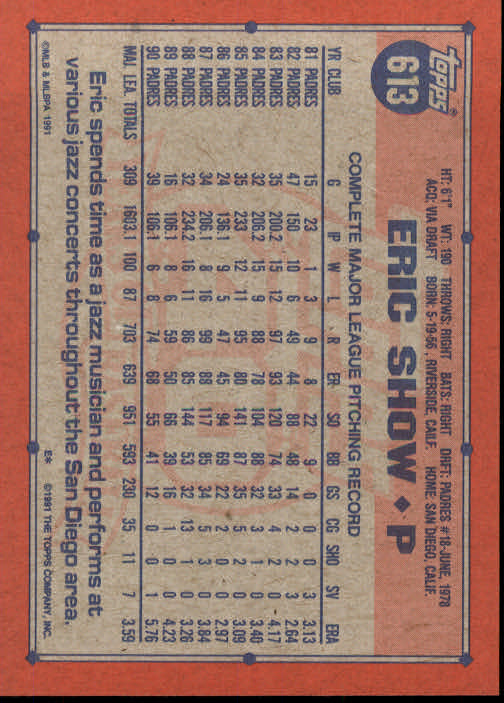 topps®
613
HT: 6'1" WT: 190 THROWS: RIGHT BATS: RIGHT DRFT: PADRES #18-JUNE, 1978
ACQ: VIA DRAFT BORN: 5-19-56, RIVERSIDE, CALIF. HOME: SAN DIEGO, CALIF.
ERIC SHOW ♦ P
COMPLETE MAJOR LEAGUE PITCHING RECORD
YR CLUB G IP W L R ER SO BB GS CG SHO SV ERA
81 PADRES 15 23 1 3 9 8 22 9 0 0 0 3 3.13
82 PADRES 47 150 10 6 49 44 88 48 14 2 2 3 2.64
83 PADRES 35 200.2 15 12 97 93 120 74 33 4 2 0 4.17
84 PADRES 32 206.2 15 9 88 78 104 88 32 3 1 0 3.40
85 PADRES 35 233 12 11 95 80 141 87 35 5 2 0 3.09
86 PADRES 24 136.1 9 5 47 45 94 69 22 2 0 0 2.97
87 PADRES 34 206.1 8 16 99 88 117 85 34 5 3 0 3.84
88 PADRES 32 234.2 16 11 86 85 144 53 32 13 1 0 3.26
89 PADRES 16 106.1 8 6 59 50 66 39 16 1 0 0 4.23
90 PADRES 39 106.1 6 8 74 68 55 41 12 0 0 1 5.76
MAJ. LEA. TOTALS 309 1603.1 100 87 703 639 951 593 230 35 11 7 3.59
Eric spends time as a jazz musician and performs at
various jazz concerts throughout the San Diego area.
©MLB & MLBPA 1991 E* ©1991 THE TOPPS COMPANY, INC.